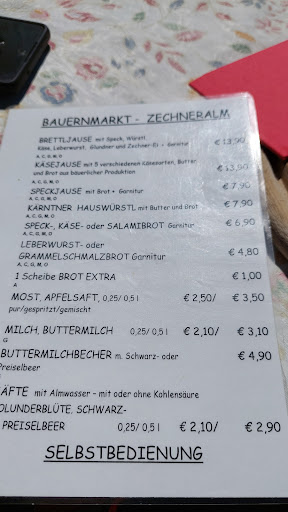 BAUERNMARKT - ZECHNERALM
BRETTLJAUSE mit Speck, Würstl,
Käse, Leberwurst, Glundner und Zechner-Ei + Garnitur € 13,90
A, C, G, M, O
KÄSEJAUSE mit 5 verschiedenen Käsesorten, Butter
und Brot aus bäuerlicher Produktion € 13,90
A, C, G, M, O
SPECKJAUSE mit Brot + Garnitur € 7,90
A, C, G, M, O
KÄRNTNER HAUSWÜRSTL mit Butter und Brot € 7,90
A, C, G, M, O
SPECK-, KÄSE- oder SALAMIBROT Garnitur € 6,90
A, C, G, M, O
LEBERWURST- oder
GRAMMELSCHMALZBROT Garnitur € 4,80
A, C, G, M, O
1 Scheibe BROT EXTRA € 1,00
A
MOST, APFELSAFT, 0,25/ 0,5 l € 2,50/ € 3,50
pur/gespritzt/gemischt
MILCH, BUTTERMILCH 0,25/ 0,5 l € 2,10/ € 3,10
G
BUTTERMILCHBECHER m. Schwarz- oder € 4,90
Preiselbeer
ÄFTE mit Almwasser – mit oder ohne Kohlensäure
OLUNDERBLÜTE, SCHWARZ-
PREISELBEER 0,25/ 0,5 l € 2,10/ € 2,90
SELBSTBEDIENUNG